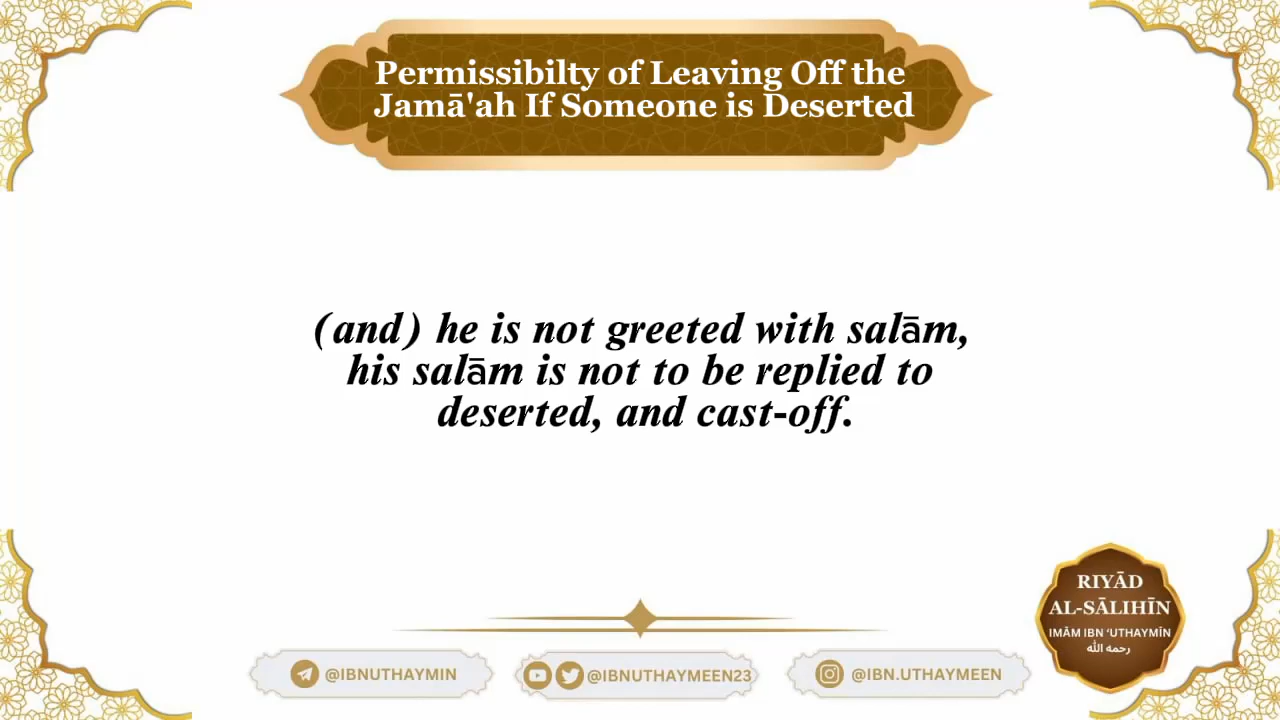 Permissibilty of Leaving Off the
Jamā'ah If Someone is Deserted
(and) he is not greeted with salām,
his salām is not to be replied to
deserted, and cast-off.
RIYĀD
AL-SĀLIHĪN
IMĀM IBN ‘UTHAYMĪN
رحمه الله
@IBNUTHAYMIN
@IBNUTHAYMEEN23
@IBN.UTHAYMEEN